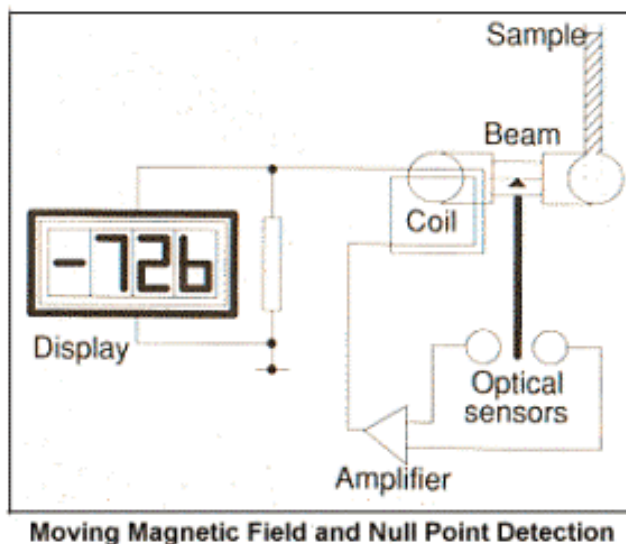 Sample
Beam
Coil
-726
Display
Optical
sensors
Amplifier
Moving Magnetic Field and Null Point Detection